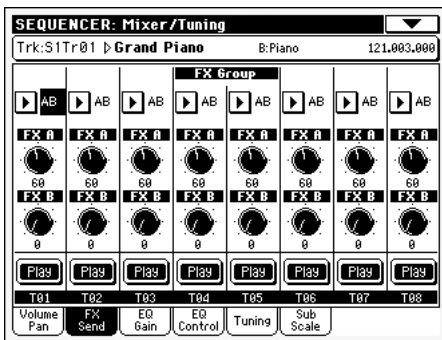 SEQUENCER: Mixer/Tuning
Trk:S1Tr01 Grand Piano B:Piano 121.003.000
FX Group
AB AB AB AB AB AB AB AB
FX A FX A FX A FX A FX A FX A FX A FX A
60 60 60 60 60 60 60 60
FX B FX B FX B FX B FX B FX B FX B FX B
0 0 0 0 0 0 0 0
Play Play Play Play Play Play Play Play
T01 T02 T03 T04 T05 T06 T07 T08
Volume FX EQ EQ Tuning Sub
Pan Send Gain Control Scale